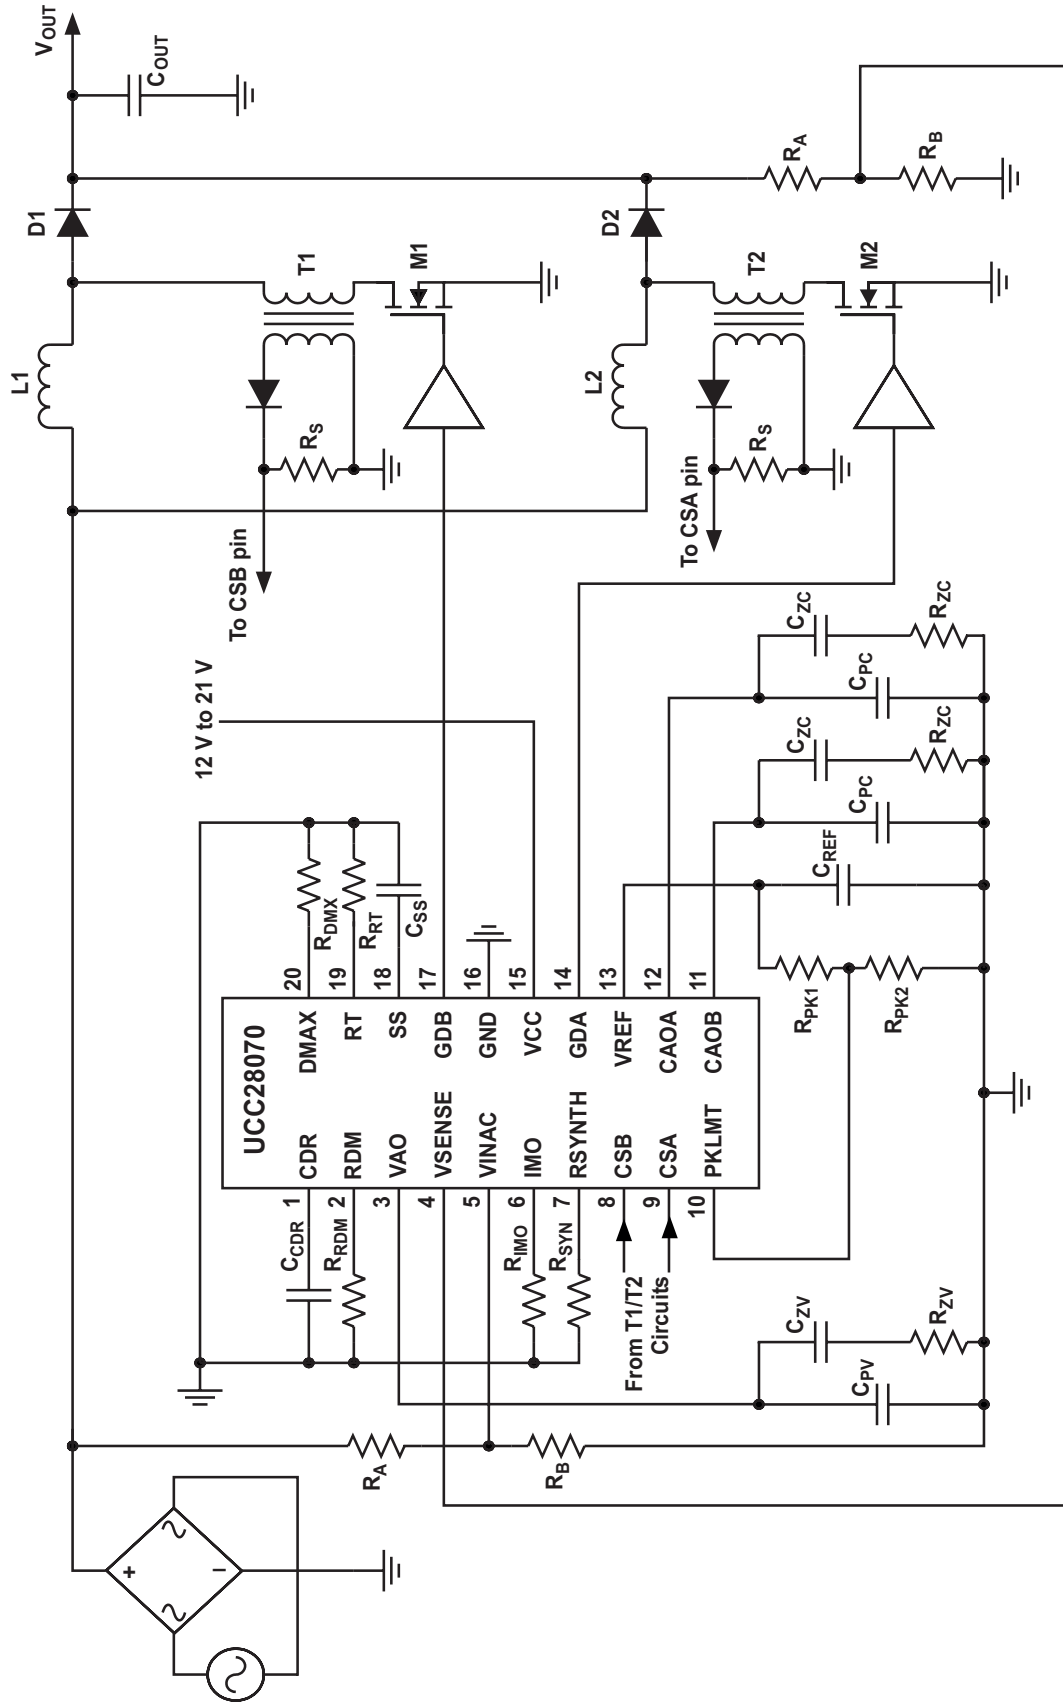 L1
D1
VOUT
COUT
To CSB pin
RS
T1
M1
12 V to 21 V
L2
D2
To CSA pin
RS
T2
M2
RA
RB
RA
RB
UCC28070
CCDR
1
CDR
DMAX
20
RDMX
RRDM
2
RDM
RT
19
RRT
3
VAO
SS
18
CSS
4
VSENSE
GDB
17
5
VINAC
GND
16
RIMO
6
IMO
VCC
15
RSYN
7
RSYNTH
GDA
14
From T1/T2
Circuits
8
CSB
VREF
13
9
CSA
CAOA
12
10
PKLMT
CAOB
11
CPV
CZV
RZV
RPK1
RPK2
CREF
CPC
CZC
RZC
CPC
CZC
RZC
+
–